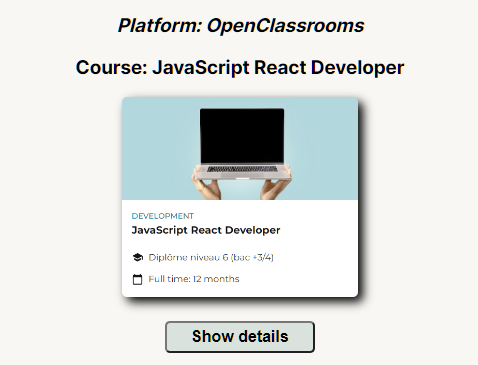 Platform: OpenClassrooms
Course: JavaScript React Developer
DEVELOPMENT
JavaScript React Developer
Diplôme niveau 6 (bac +3/4)
Full time: 12 months
Show details